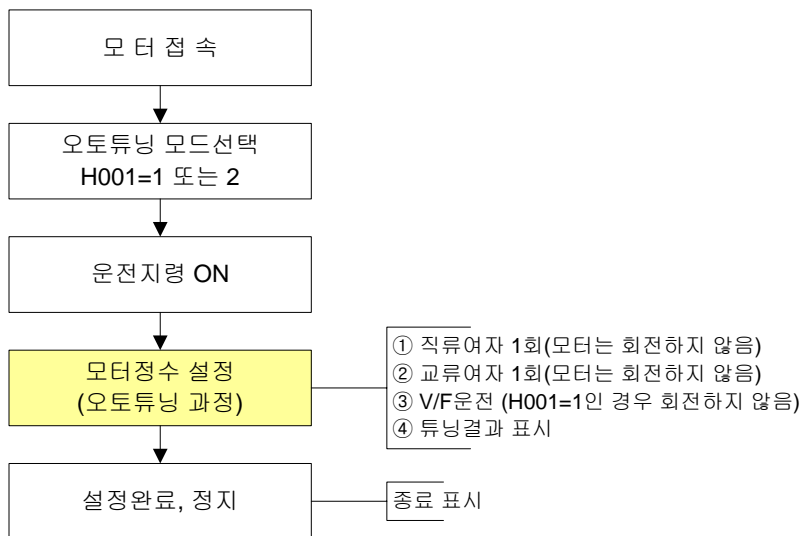 모 터 접 속
오토튜닝 모드선택
H001=1 또는 2
운전지령 ON
모터정수 설정
(오토튜닝 과정)
① 직류여자 1회(모터는 회전하지 않음)
② 교류여자 1회(모터는 회전하지 않음)
③ V/F운전 (H001=1인 경우 회전하지 않음)
④ 튜닝결과 표시
설정완료, 정지
종료 표시